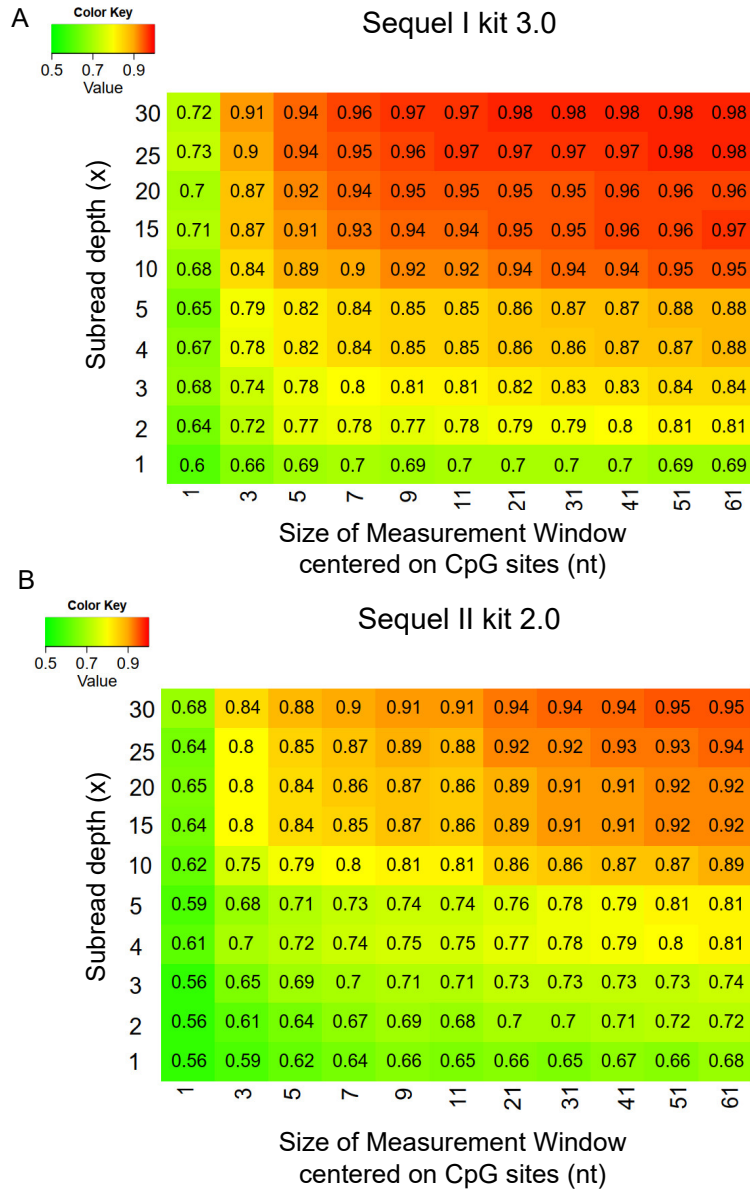 A
Color Key
0.5 0.7 0.9
Value
Sequel I kit 3.0
Subread depth (x)
30 0.72 0.91 0.94 0.96 0.97 0.97 0.98 0.98 0.98 0.98 0.98
25 0.73 0.9 0.94 0.95 0.96 0.97 0.97 0.97 0.97 0.98 0.98
20 0.7 0.87 0.92 0.94 0.95 0.95 0.95 0.95 0.96 0.96 0.96
15 0.71 0.87 0.91 0.93 0.94 0.94 0.95 0.95 0.96 0.96 0.97
10 0.68 0.84 0.89 0.9 0.92 0.92 0.94 0.94 0.94 0.95 0.95
5 0.65 0.79 0.82 0.84 0.85 0.85 0.86 0.87 0.87 0.88 0.88
4 0.67 0.78 0.82 0.84 0.85 0.85 0.86 0.86 0.87 0.87 0.88
3 0.68 0.74 0.78 0.8 0.81 0.81 0.82 0.83 0.83 0.84 0.84
2 0.64 0.72 0.77 0.78 0.77 0.78 0.79 0.79 0.8 0.81 0.81
1 0.6 0.66 0.69 0.7 0.69 0.7 0.7 0.7 0.7 0.69 0.69
1 3 5 7 9 11 21 31 41 51 61
Size of Measurement Window
centered on CpG sites (nt)
B
Color Key
0.5 0.7 0.9
Value
Sequel II kit 2.0
Subread depth (x)
30 0.68 0.84 0.88 0.9 0.91 0.91 0.94 0.94 0.94 0.95 0.95
25 0.64 0.8 0.85 0.87 0.89 0.88 0.92 0.92 0.93 0.93 0.94
20 0.65 0.8 0.84 0.86 0.87 0.86 0.89 0.91 0.91 0.92 0.92
15 0.64 0.8 0.84 0.85 0.87 0.86 0.89 0.91 0.91 0.92 0.92
10 0.62 0.75 0.79 0.8 0.81 0.81 0.86 0.86 0.87 0.87 0.89
5 0.59 0.68 0.71 0.73 0.74 0.74 0.76 0.78 0.79 0.81 0.81
4 0.61 0.7 0.72 0.74 0.75 0.75 0.77 0.78 0.79 0.8 0.81
3 0.56 0.65 0.69 0.7 0.71 0.71 0.73 0.73 0.73 0.73 0.74
2 0.56 0.61 0.64 0.67 0.69 0.68 0.7 0.7 0.71 0.72 0.72
1 0.56 0.59 0.62 0.64 0.66 0.65 0.66 0.65 0.67 0.66 0.68
1 3 5 7 9 11 21 31 41 51 61
Size of Measurement Window
centered on CpG sites (nt)